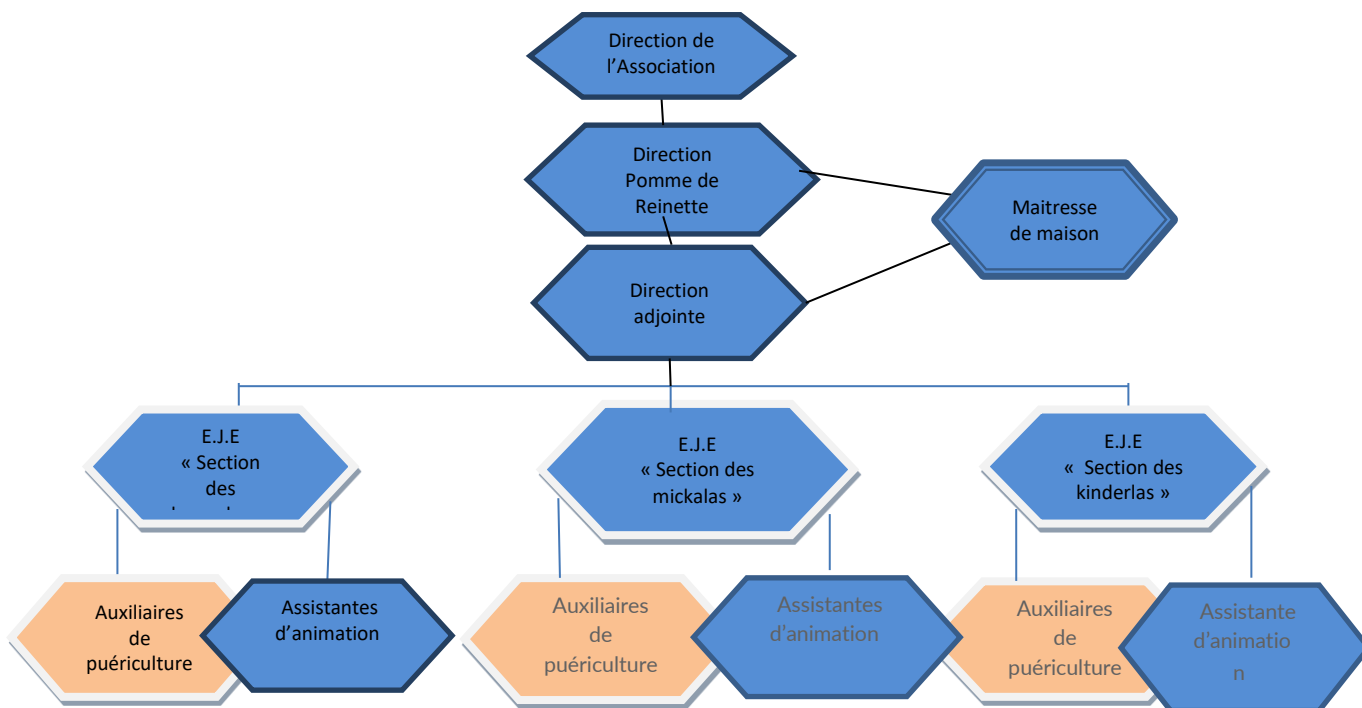 Direction de
l’Association
Direction
Pomme de
Reinette
Maitresse
de maison
Direction
adjointe
E.J.E
« Section
des
E.J.E
« Section des
mickalas »
E.J.E
« Section des
kinderlas »
Auxiliaires
de
puériculture
Assistantes
d’animation
Auxiliaires
de
puériculture
Assistantes
d’animation
Auxiliaires
de
puériculture
Assistante
d’animatio
n